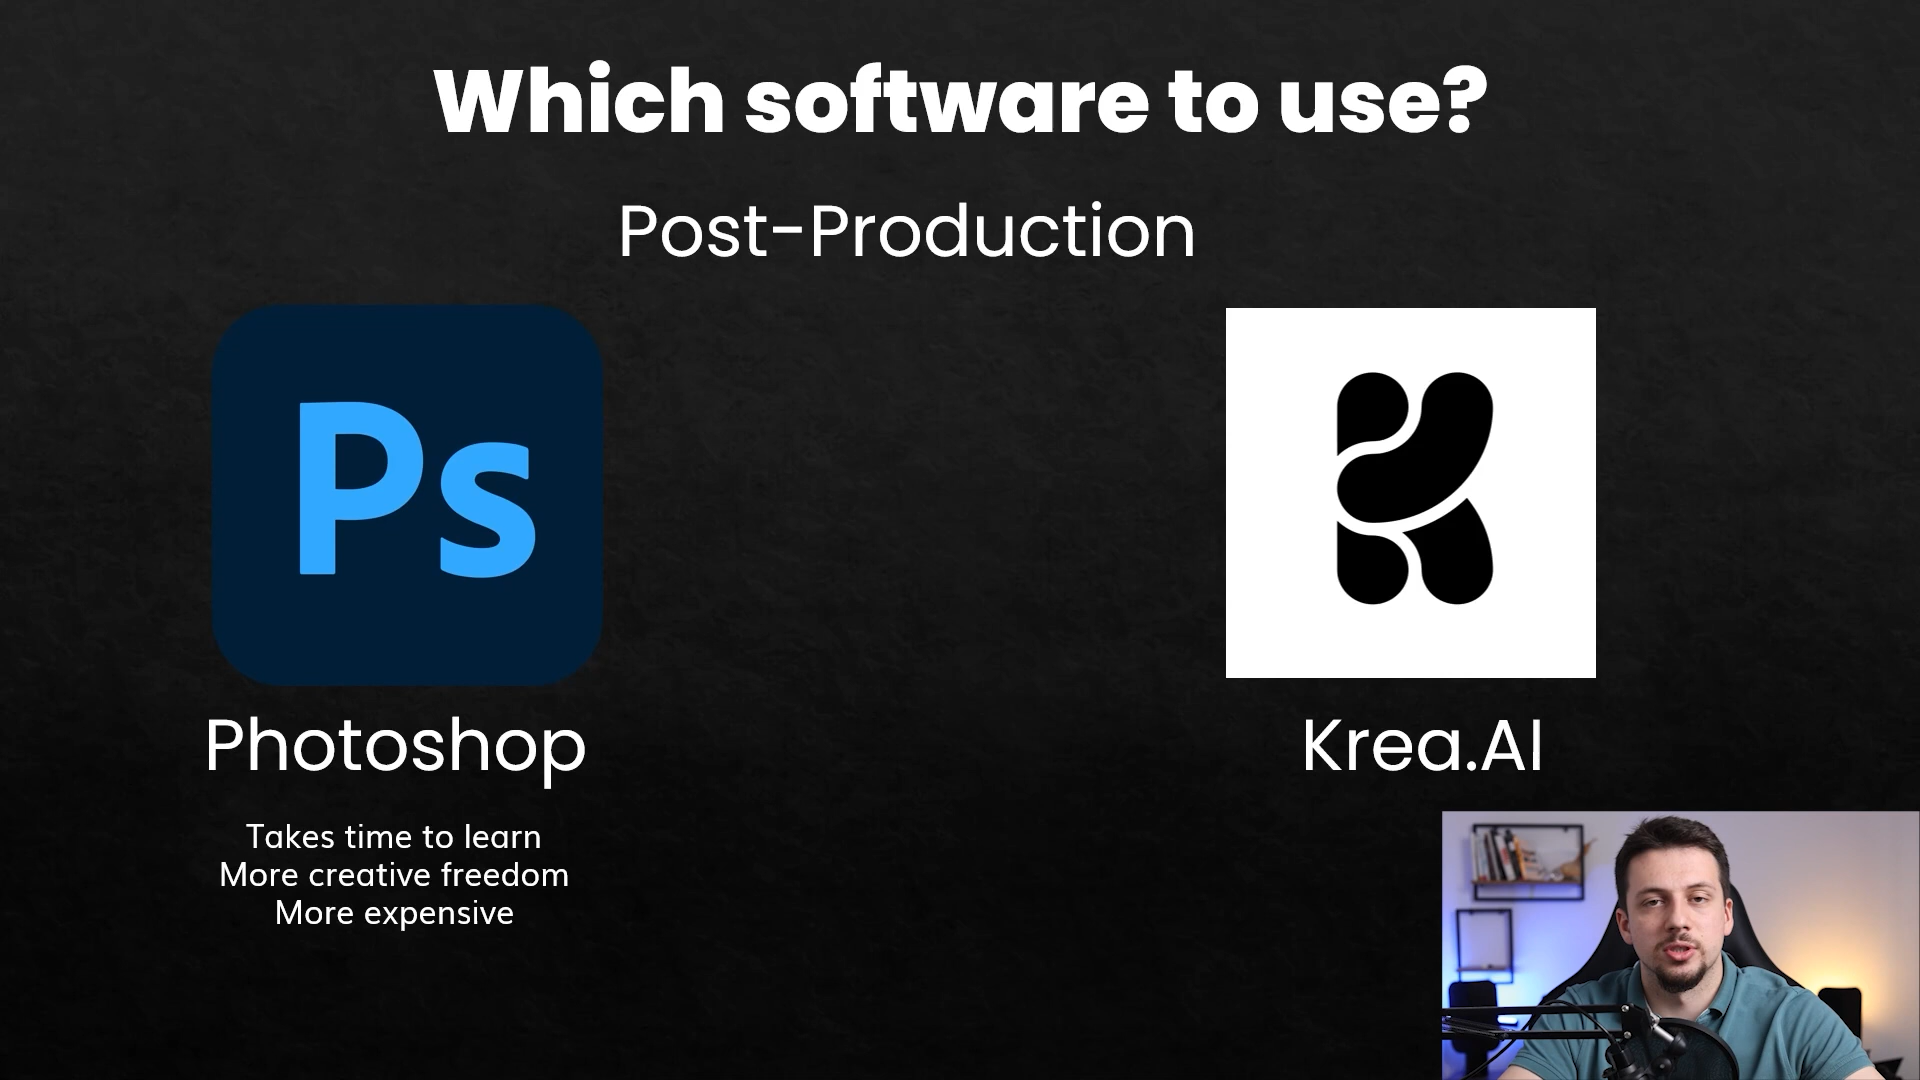 Which software to use?
Post-Production
Ps
Photoshop
Takes time to learn
More creative freedom
More expensive
Krea.AI